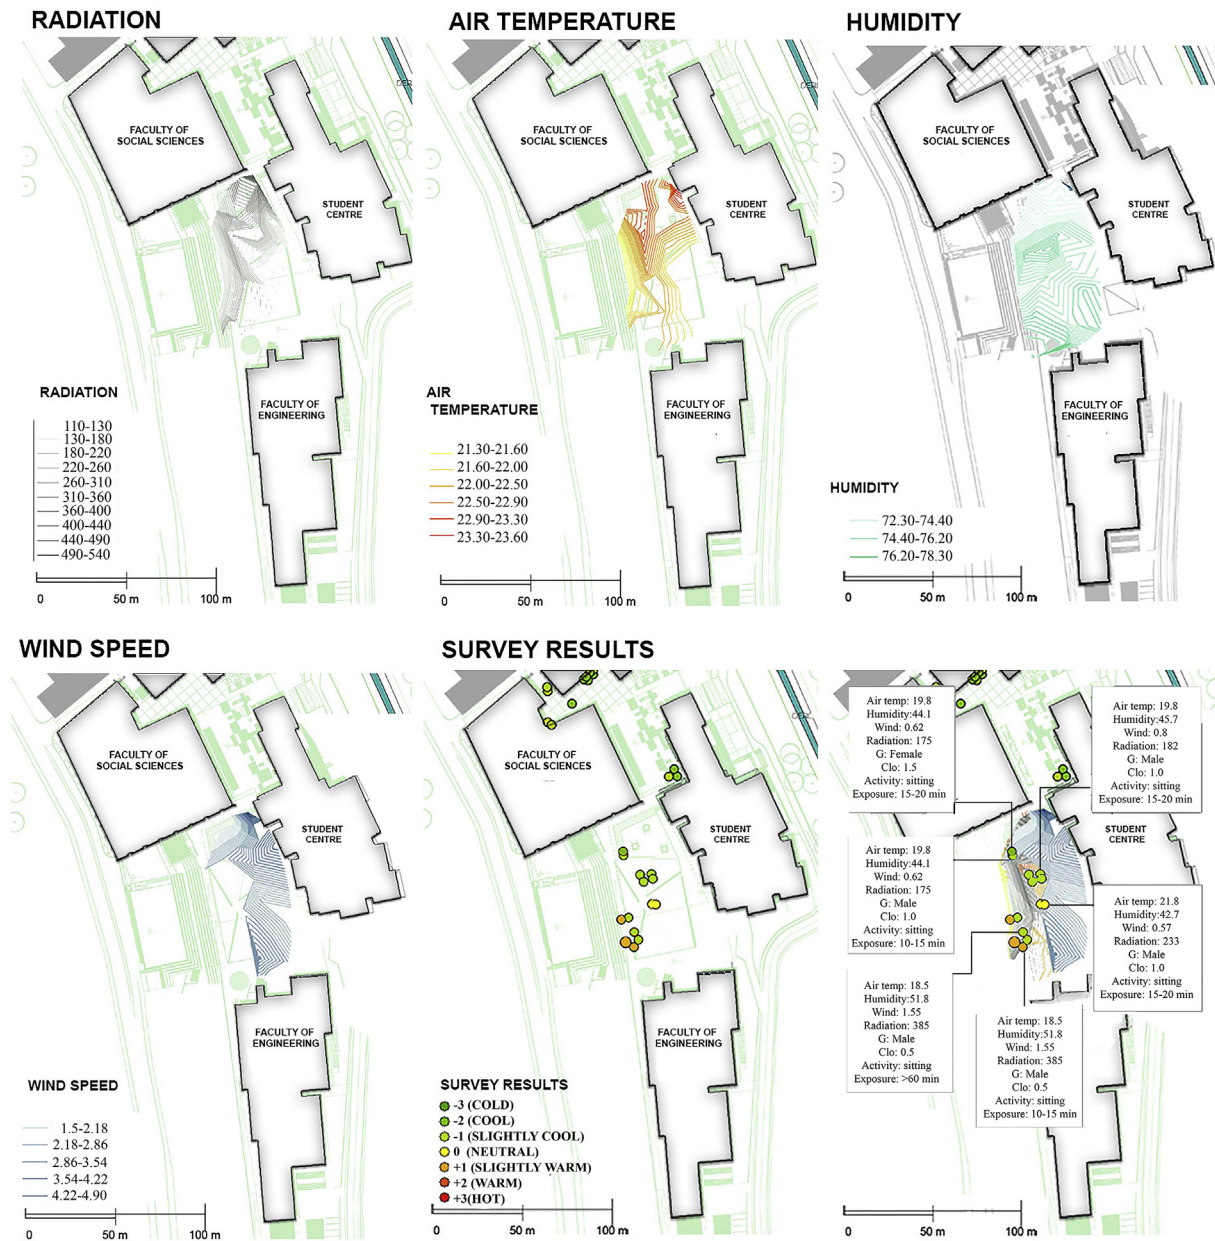 RADIATION
FACULTY OF
SOCIAL SCIENCES
STUDENT
CENTRE
FACULTY OF
ENGINEERING
RADIATION
110-130
130-180
180-220
220-260
260-310
310-360
360-400
400-440
440-490
490-540
0 50 m 100 m
AIR TEMPERATURE
FACULTY OF
SOCIAL SCIENCES
STUDENT
CENTRE
FACULTY OF
ENGINEERING
AIR
TEMPERATURE
21.30-21.60
21.60-22.00
22.00-22.50
22.50-22.90
22.90-23.30
23.30-23.60
0 50 m 100 m
HUMIDITY
FACULTY OF
SOCIAL SCIENCES
STUDENT
CENTRE
FACULTY OF
ENGINEERING
HUMIDITY
72.30-74.40
74.40-76.20
76.20-78.30
0 50 m 100 m
WIND SPEED
FACULTY OF
SOCIAL SCIENCES
STUDENT
CENTRE
FACULTY OF
ENGINEERING
WIND SPEED
1.5-2.18
2.18-2.86
2.86-3.54
3.54-4.22
4.22-4.90
0 50 m 100 m
SURVEY RESULTS
FACULTY OF
SOCIAL SCIENCES
STUDENT
CENTRE
FACULTY OF
ENGINEERING
SURVEY RESULTS
-3 (COLD)
-2 (COOL)
-1 (SLIGHTLY COOL)
0 (NEUTRAL)
+1 (SLIGHTLY WARM)
+2 (WARM)
+3(HOT)
0 50 m 100 m
Air temp: 19.8
Humidity:44.1
Wind: 0.62
Radiation: 175
G: Female
Clo: 1.5
Activity: sitting
Exposure: 15-20 min
Air temp: 19.8
Humidity:45.7
Wind: 0.8
Radiation: 182
G: Male
Clo: 1.0
Activity: sitting
Exposure: 15-20 min
STUDENT
CENTRE
Air temp: 19.8
Humidity:44.1
Wind: 0.62
Radiation: 175
G: Male
Clo: 1.0
Activity: sitting
Exposure: 10-15 min
Air temp: 21.8
Humidity:42.7
Wind: 0.57
Radiation: 233
G: Male
Clo: 1.0
Activity: sitting
Exposure: 15-20 min
Air temp: 18.5
Humidity:51.8
Wind: 1.55
Radiation: 385
G: Male
Clo: 0.5
Activity: sitting
Exposure: >60 min
Air temp: 18.5
Humidity:51.8
Wind: 1.55
Radiation: 385
G: Male
Clo: 0.5
Activity: sitting
Exposure: 10-15 min
0 50 m 100 m